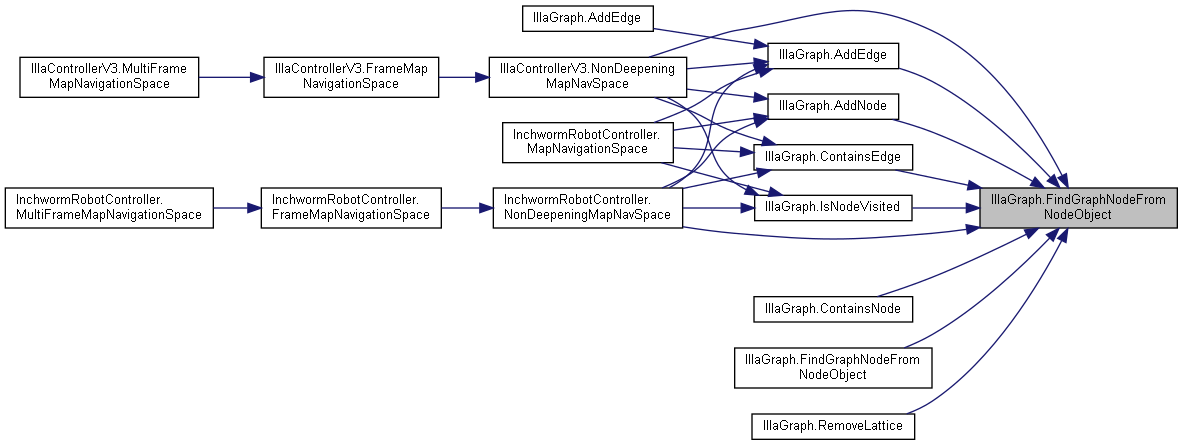 IllaGraph.AddEdge
IllaGraph.AddEdge
IllaControllerV3.MultiFrame
MapNavigationSpace
IllaControllerV3.FrameMap
NavigationSpace
IllaControllerV3.NonDeepening
MapNavSpace
IllaGraph.AddNode
InchwormRobotController.
MapNavigationSpace
IllaGraph.ContainsEdge
InchwormRobotController.
MultiFrameMapNavigationSpace
InchwormRobotController.
FrameMapNavigationSpace
InchwormRobotController.
NonDeepeningMapNavSpace
IllaGraph.IsNodeVisited
IllaGraph.FindGraphNodeFrom
NodeObject
IllaGraph.ContainsNode
IllaGraph.FindGraphNodeFrom
NodeObject
IllaGraph.RemoveLattice